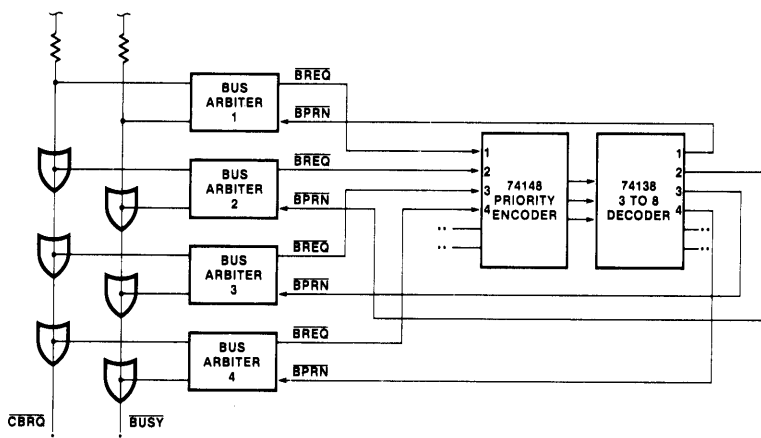 BUS
ARBITER
1
BREQ
BPRN
BUS
ARBITER
2
BREQ
BPRN
BUS
ARBITER
3
BREQ
BPRN
BUS
ARBITER
4
BREQ
BPRN
1
2
3
4
74148
PRIORITY
ENCODER
74138
3 TO 8
DECODER
1
2
3
4
CBRQ
BUSY